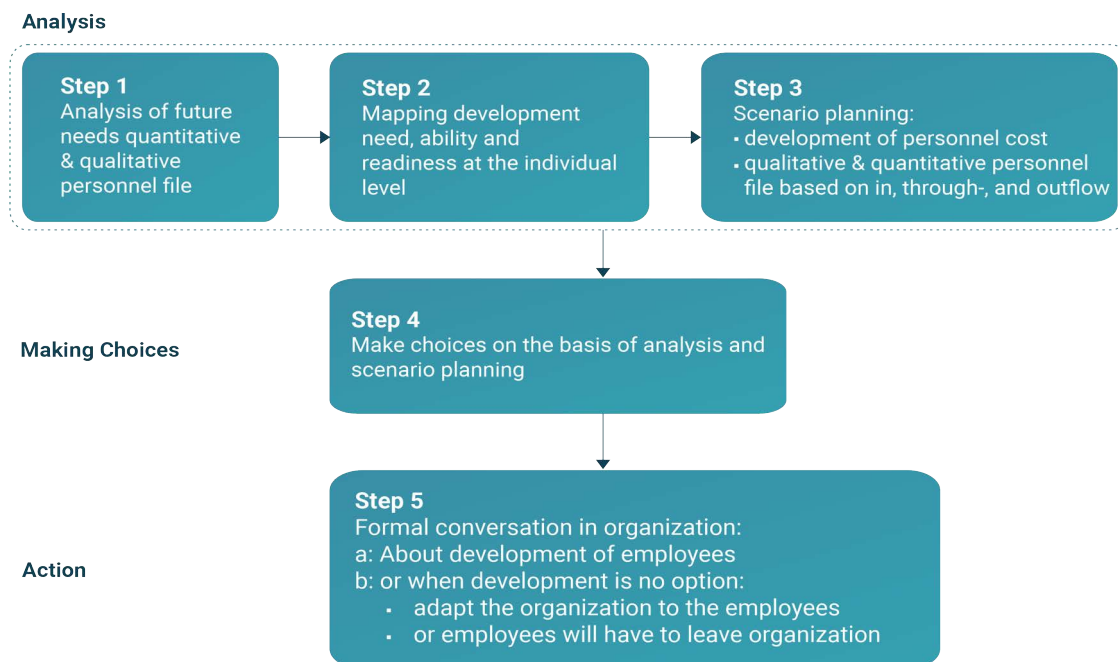 Analysis
Step 1
Analysis of future
needs quantitative
& qualitative
personnel file
Step 2
Mapping development
need, ability and
readiness at the individual
level
Step 3
Scenario planning:
▪ development of personnel cost
▪ qualitative & quantitative personnel
file based on in, through-, and outflow
Making Choices
Step 4
Make choices on the basis of analysis and
scenario planning
Action
Step 5
Formal conversation in organization:
a: About development of employees
b: or when development is no option:
▪ adapt the organization to the employees
▪ or employees will have to leave organization